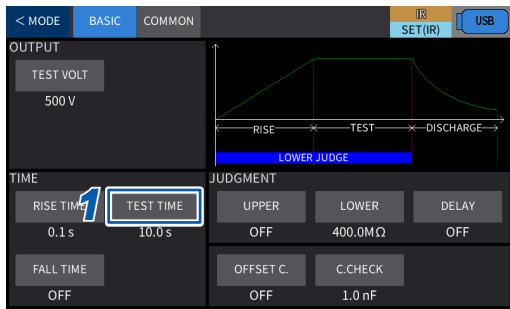 < MODE BASIC COMMON IR SET(IR) USB
OUTPUT
TEST VOLT
500 V
RISE TEST DISCHARGE
LOWER JUDGE
TIME JUDGMENT
RISE TIME 1 TEST TIME UPPER LOWER DELAY
0.1 s 10.0 s OFF 400.0MΩ OFF
FALL TIME OFFSET C. C.CHECK
OFF OFF 1.0 nF